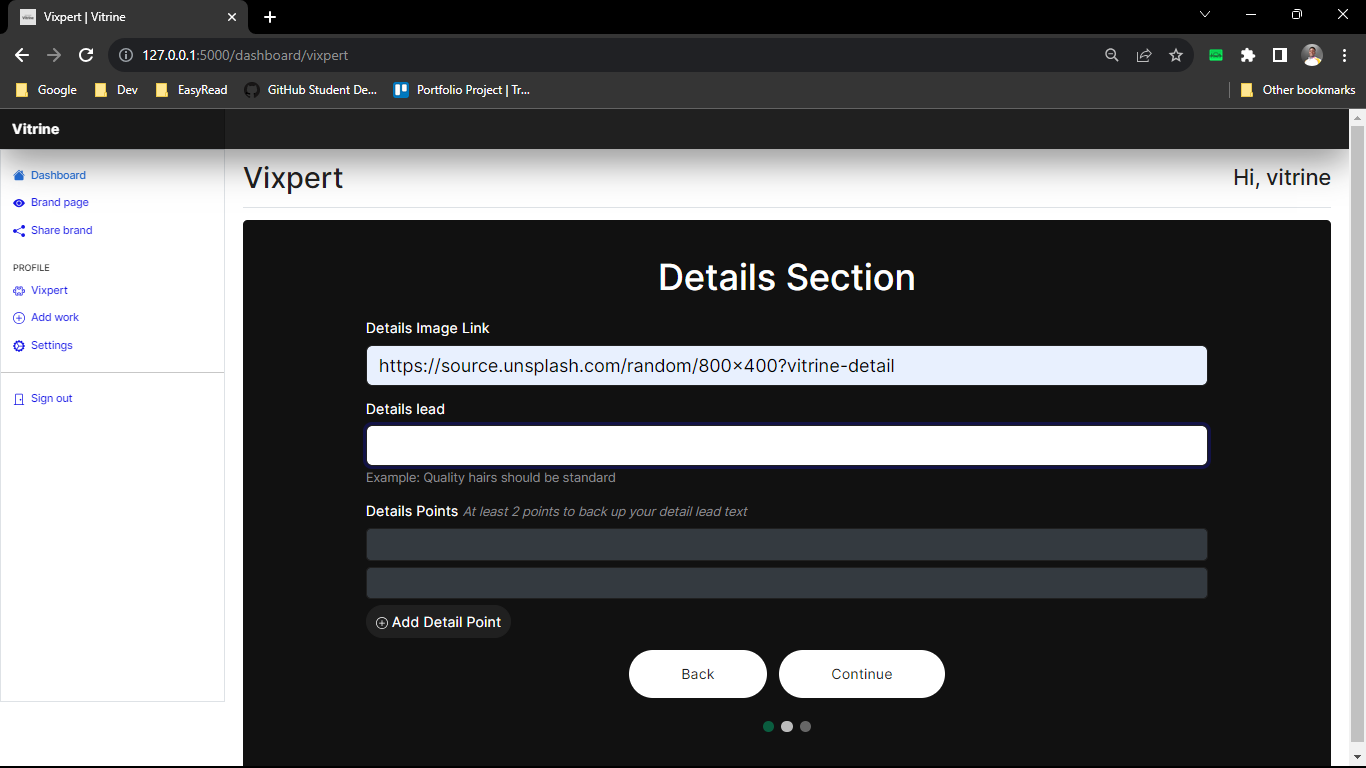 Vixpert | Vitrine
127.0.0.1:5000/dashboard/vixpert
Google Dev EasyRead GitHub Student De... Portfolio Project | Tr... Other bookmarks
Vitrine
Dashboard
Brand page
Share brand
PROFILE
Vixpert
Add work
Settings
Sign out
Vixpert
Hi, vitrine
Details Section
Details Image Link
https://source.unsplash.com/random/800×400?vitrine-detail
Details lead
Example: Quality hairs should be standard
Details Points At least 2 points to back up your detail lead text
Add Detail Point
Back Continue